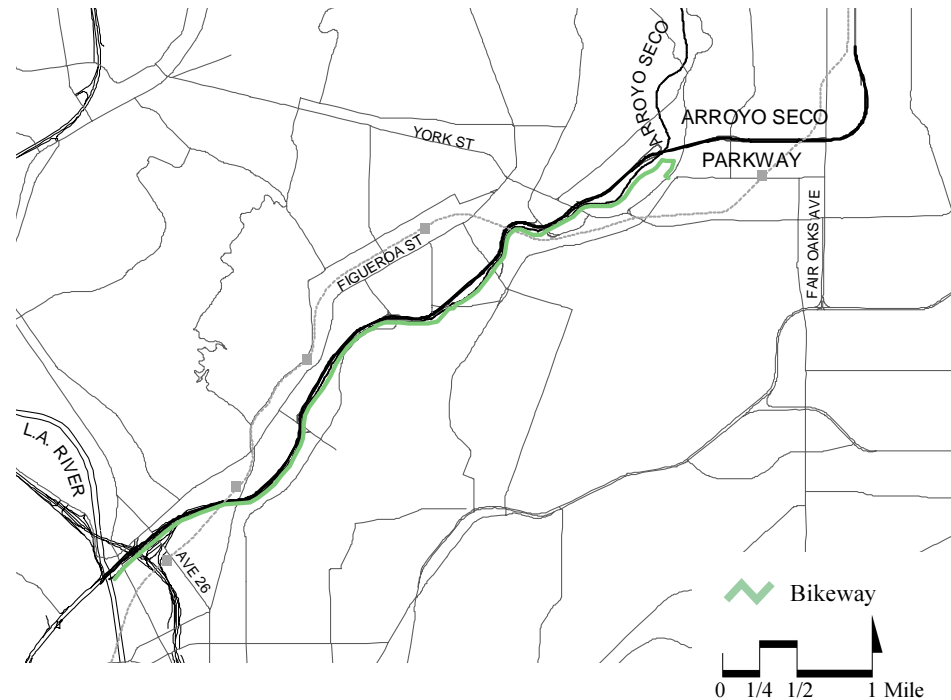 ARROYO SECO
ARROYO SECO
PARKWAY
YORK ST
FIGUEROA ST
FAIR OAKS AVE
L.A. RIVER
AVE 26
Bikeway
0 1/4 1/2 1 Mile